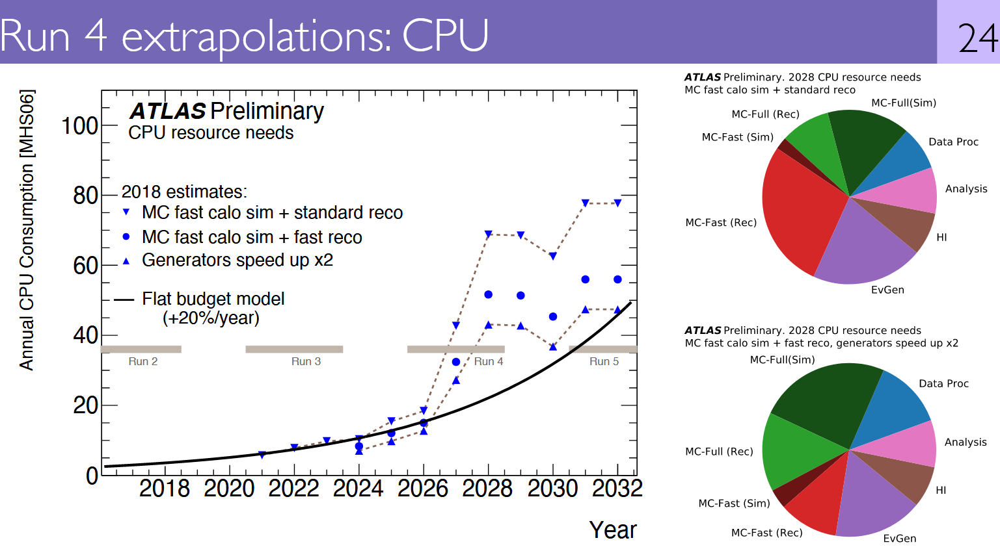 Run 4 extrapolations: CPU
24
Annual CPU Consumption [MHS06]
ATLAS Preliminary
CPU resource needs
2018 estimates:
MC fast calo sim + standard reco
MC fast calo sim + fast reco
Generators speed up x2
Flat budget model
(+20%/year)
100
80
60
40
20
0
Run 2
Run 3
Run 4
Run 5
2018 2020 2022 2024 2026 2028 2030 2032
Year
ATLAS Preliminary. 2028 CPU resource needs
MC fast calo sim + standard reco
MC-Full(Sim)
MC-Full (Rec)
MC-Fast (Sim)
Data Proc
Analysis
MC-Fast (Rec)
HI
EvGen
ATLAS Preliminary. 2028 CPU resource needs
MC fast calo sim + fast reco, generators speed up x2
MC-Full(Sim)
Data Proc
Analysis
MC-Full (Rec)
HI
MC-Fast (Sim)
MC-Fast (Rec)
EvGen